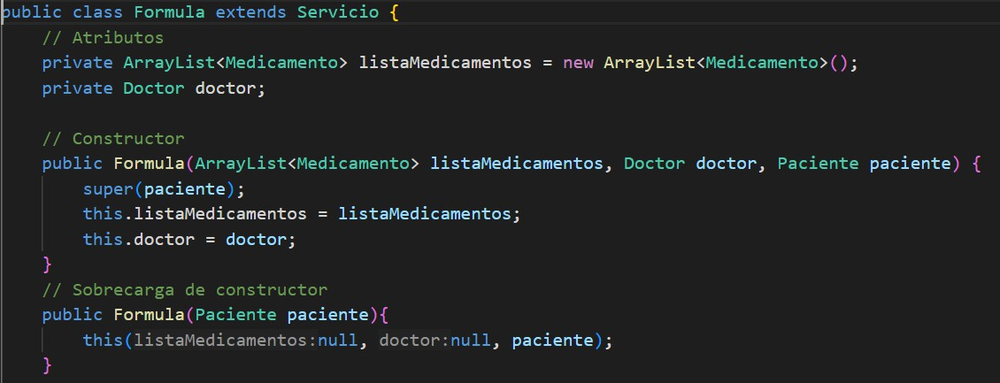 public class Formula extends Servicio {
// Atributos
private ArrayList<Medicamento> listaMedicamentos = new ArrayList<Medicamento>();
private Doctor doctor;
// Constructor
public Formula(ArrayList<Medicamento> listaMedicamentos, Doctor doctor, Paciente paciente) {
super(paciente);
this.listaMedicamentos = listaMedicamentos;
this.doctor = doctor;
}
// Sobrecarga de constructor
public Formula(Paciente paciente){
this(listaMedicamentos:null, doctor:null, paciente);
}